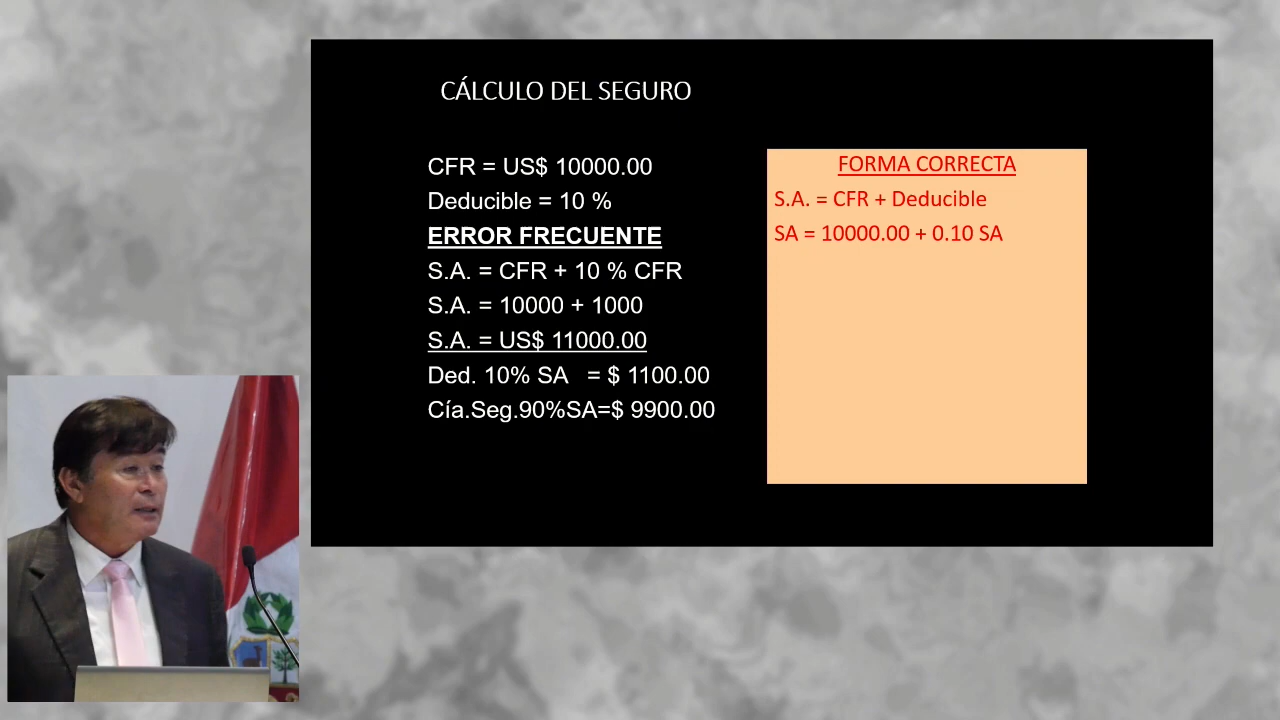 CÁLCULO DEL SEGURO
CFR = US$ 10000.00
Deducible = 10 %
ERROR FRECUENTE
S.A. = CFR + 10 % CFR
S.A. = 10000 + 1000
S.A. = US$ 11000.00
Ded. 10% SA = $ 1100.00
Cía.Seg.90%SA=$ 9900.00
FORMA CORRECTA
S.A. = CFR + Deducible
SA = 10000.00 + 0.10 SA